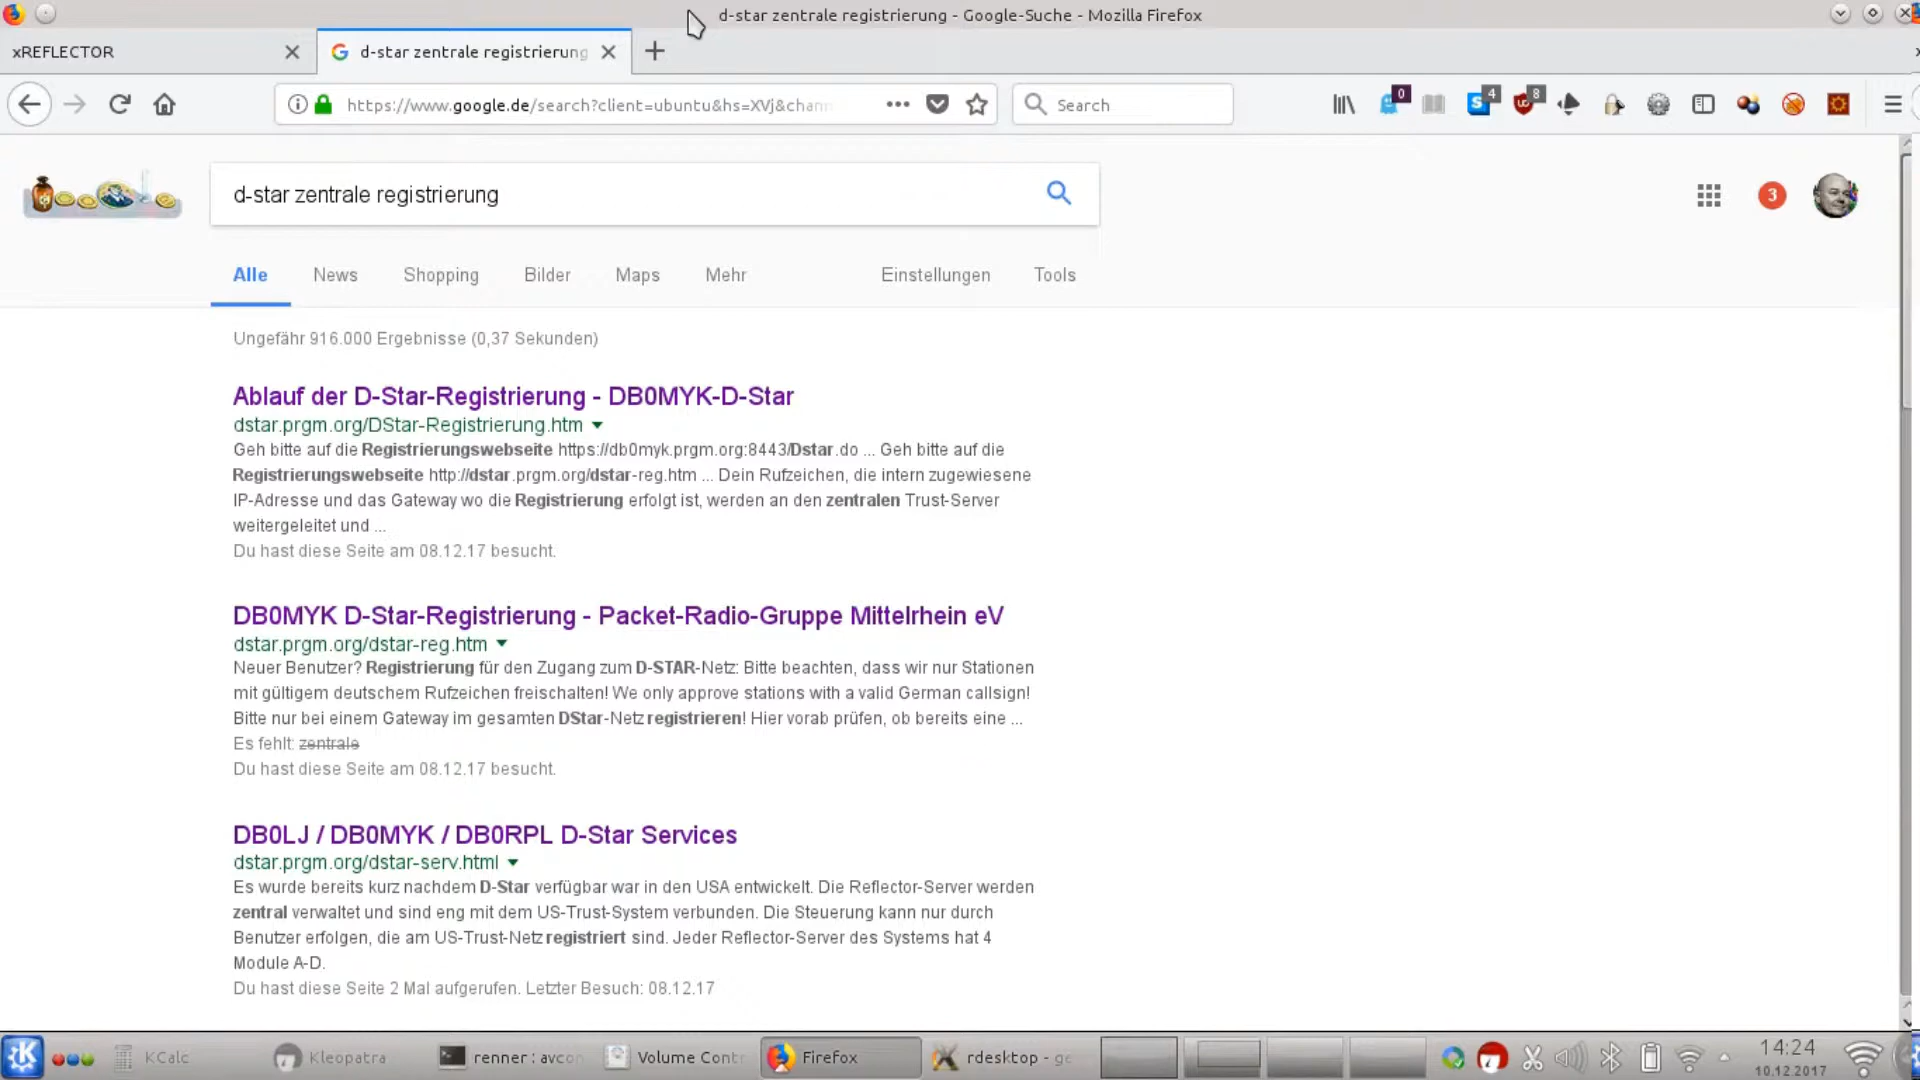 d-star zentrale registrierung - Google-Suche - Mozilla Firefox
xREFLECTOR
d-star zentrale registrierung
https://www.google.de/search?client=ubuntu&hs=XVj&chan
Search
0
4
8
d-star zentrale registrierung
3
Alle News Shopping Bilder Maps Mehr Einstellungen Tools
Ungefähr 916.000 Ergebnisse (0,37 Sekunden)
Ablauf der D-Star-Registrierung - DB0MYK-D-Star
dstar.prgm.org/DStar-Registrierung.htm
Geh bitte auf die Registrierungswebseite https://db0myk.prgm.org:8443/Dstar.do ... Geh bitte auf die
Registrierungswebseite http://dstar.prgm.org/dstar-reg.htm ... Dein Rufzeichen, die intern zugewiesene
IP-Adresse und das Gateway wo die Registrierung erfolgt ist, werden an den zentralen Trust-Server
weitergeleitet und ...
Du hast diese Seite am 08.12.17 besucht.
DB0MYK D-Star-Registrierung - Packet-Radio-Gruppe Mittelrhein eV
dstar.prgm.org/dstar-reg.htm
Neuer Benutzer? Registrierung für den Zugang zum D-STAR-Netz: Bitte beachten, dass wir nur Stationen
mit gültigem deutschem Rufzeichen freischalten! We only approve stations with a valid German callsign!
Bitte nur bei einem Gateway im gesamten DStar-Netz registrieren! Hier vorab prüfen, ob bereits eine ...
Es fehlt: zentrale
Du hast diese Seite am 08.12.17 besucht.
DB0LJ / DB0MYK / DB0RPL D-Star Services
dstar.prgm.org/dstar-serv.html
Es wurde bereits kurz nachdem D-Star verfügbar war in den USA entwickelt. Die Reflector-Server werden
zentral verwaltet und sind eng mit dem US-Trust-System verbunden. Die Steuerung kann nur durch
Benutzer erfolgen, die am US-Trust-Netz registriert sind. Jeder Reflector-Server des Systems hat 4
Module A-D.
Du hast diese Seite 2 Mal aufgerufen. Letzter Besuch: 08.12.17
KCalc
Kleopatra
renner : avco
Volume Contr
Firefox
rdesktop - ge
14:24
10.12.2017